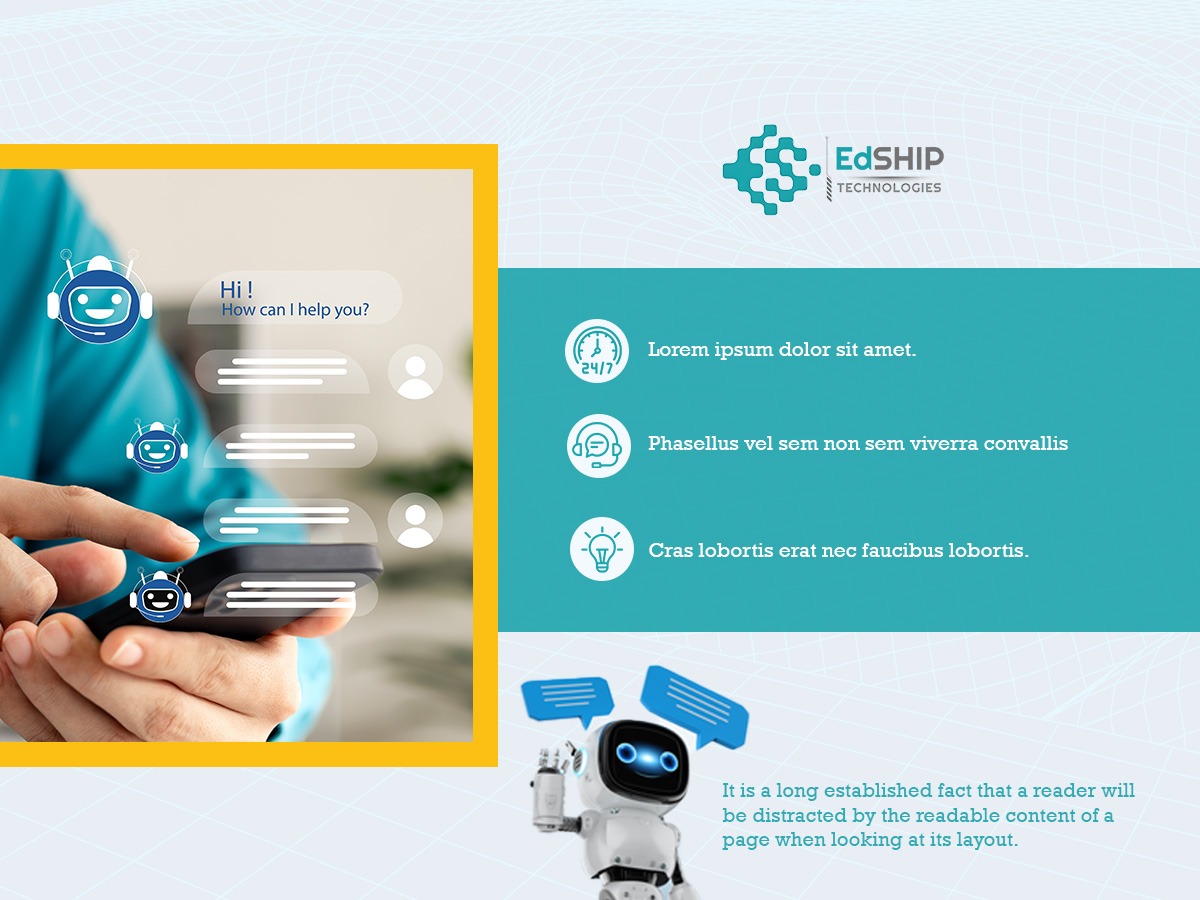 EdSHIP
TECHNOLOGIES
Hi !
How can I help you?
24/7
Lorem ipsum dolor sit amet.
Phasellus vel sem non sem viverra convallis
Cras lobortis erat nec faucibus lobortis.
It is a long established fact that a reader will
be distracted by the readable content of a
page when looking at its layout.